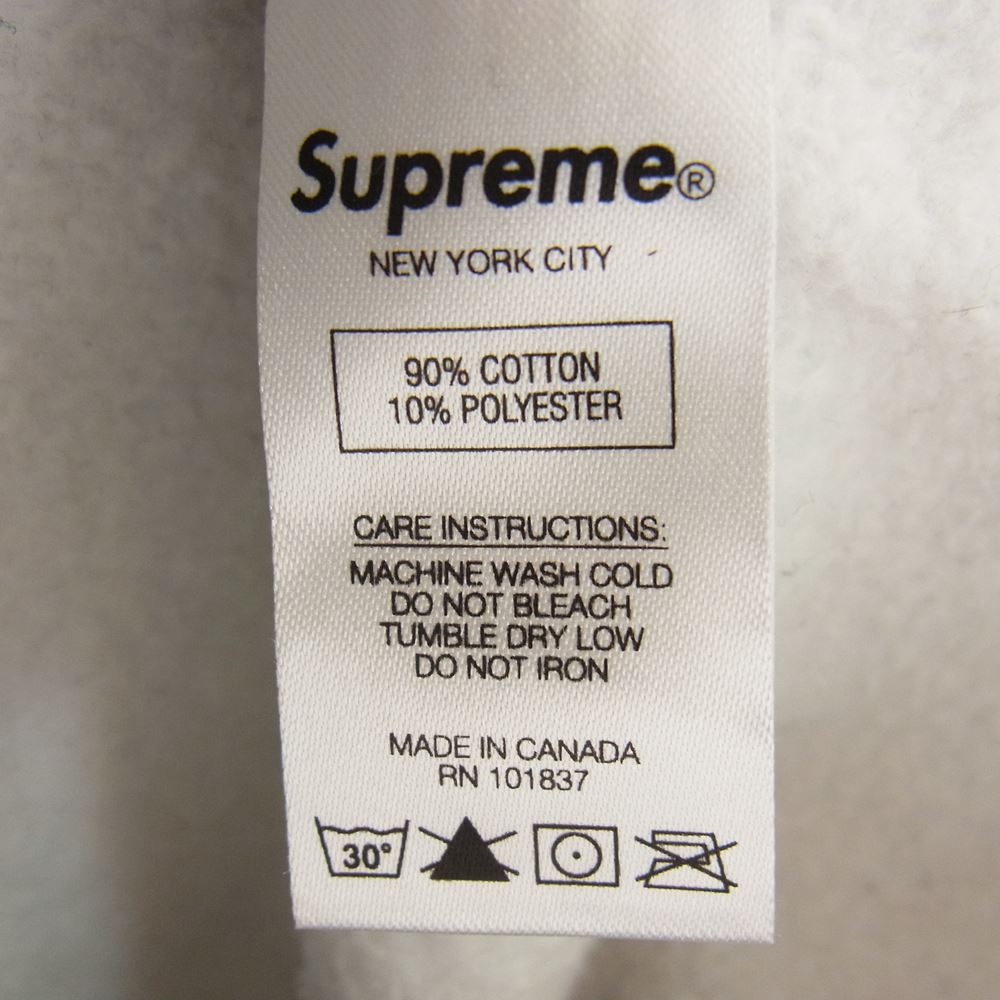 Supreme®
NEW YORK CITY
90% COTTON
10% POLYESTER
CARE INSTRUCTIONS:
MACHINE WASH COLD
DO NOT BLEACH
TUMBLE DRY LOW
DO NOT IRON
MADE IN CANADA
RN 101837
30°